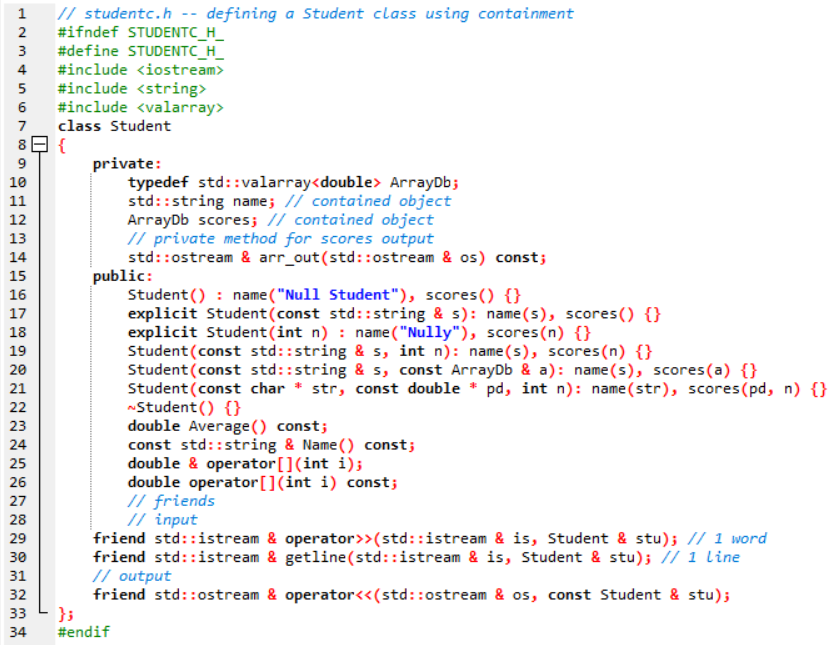 1 // studentc.h -- defining a Student class using containment
2 #ifndef STUDENTC_H_
3 #define STUDENTC_H_
4 #include <iostream>
5 #include <string>
6 #include <valarray>
7 class Student
8 {
9 private:
10 typedef std::valarray<double> ArrayDb;
11 std::string name; // contained object
12 ArrayDb scores; // contained object
13 // private method for scores output
14 std::ostream & arr_out(std::ostream & os) const;
15 public:
16 Student() : name("Null Student"), scores() {}
17 explicit Student(const std::string & s): name(s), scores() {}
18 explicit Student(int n) : name("Nully"), scores(n) {}
19 Student(const std::string & s, int n): name(s), scores(n) {}
20 Student(const std::string & s, const ArrayDb & a): name(s), scores(a) {}
21 Student(const char * str, const double * pd, int n): name(str), scores(pd, n) {}
22 ~Student() {}
23 double Average() const;
24 const std::string & Name() const;
25 double & operator[](int i);
26 double operator[](int i) const;
27 // friends
28 // input
29 friend std::istream & operator>>(std::istream & is, Student & stu); // 1 word
30 friend std::istream & getline(std::istream & is, Student & stu); // 1 line
31 // output
32 friend std::ostream & operator<<(std::ostream & os, const Student & stu);
33 };
34 #endif